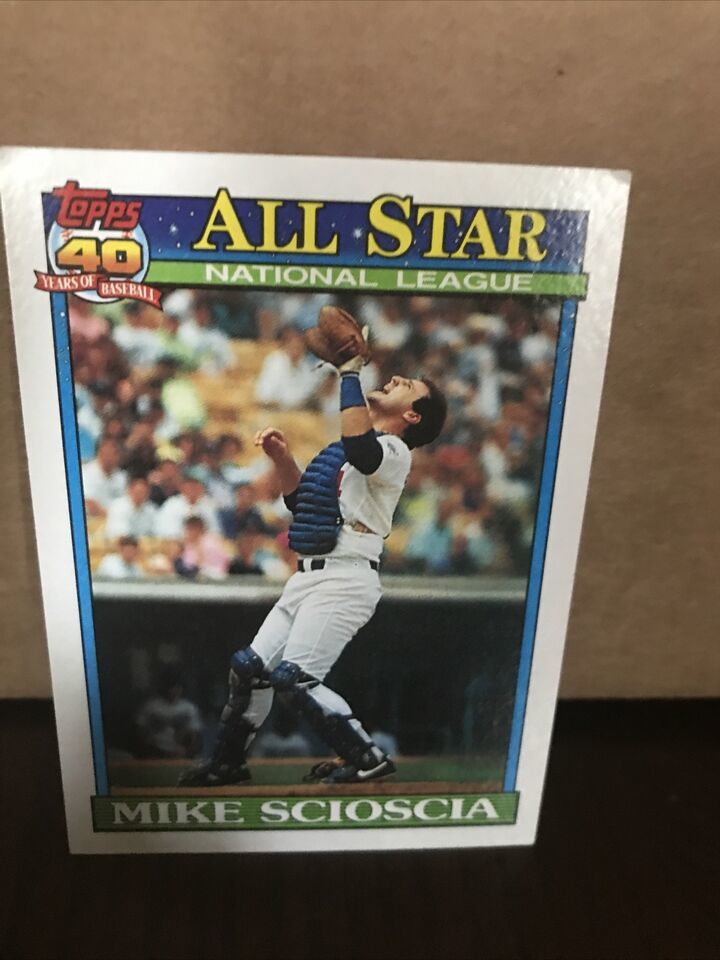 Topps
40
YEARS OF BASEBALL
ALL STAR
NATIONAL LEAGUE
MIKE SCIOSCIA